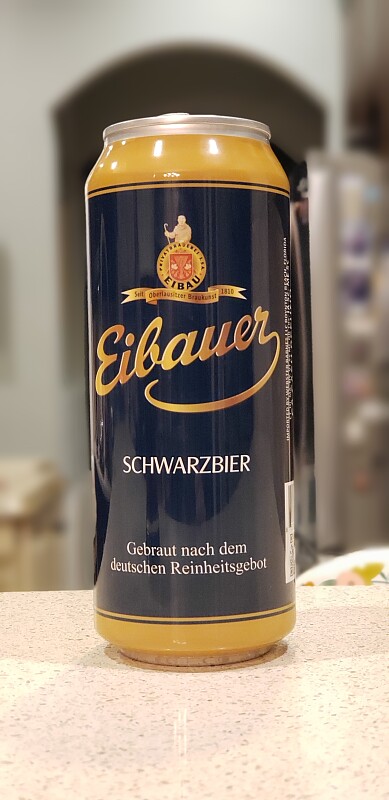 EIBAU
Seit Oberlausitzer Braukunst 1810
Eibauer
SCHWARZBIER
Gebraut nach dem
deutschen Reinheitsgebot